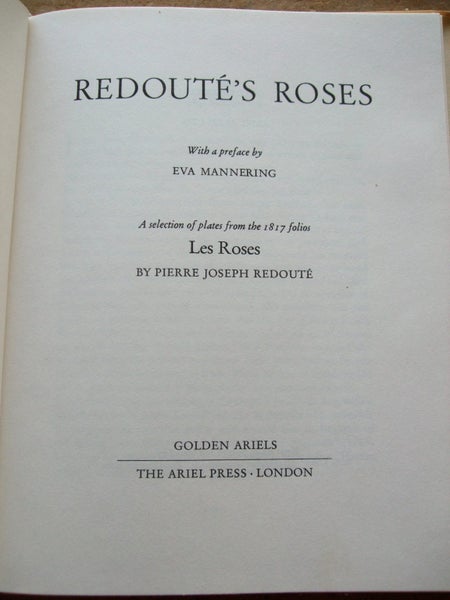 REDOUTÉ'S ROSES
With a preface by
EVA MANNERING
A selection of plates from the 1817 folios
Les Roses
BY PIERRE JOSEPH REDOUTÉ
GOLDEN ARIELS
THE ARIEL PRESS · LONDON